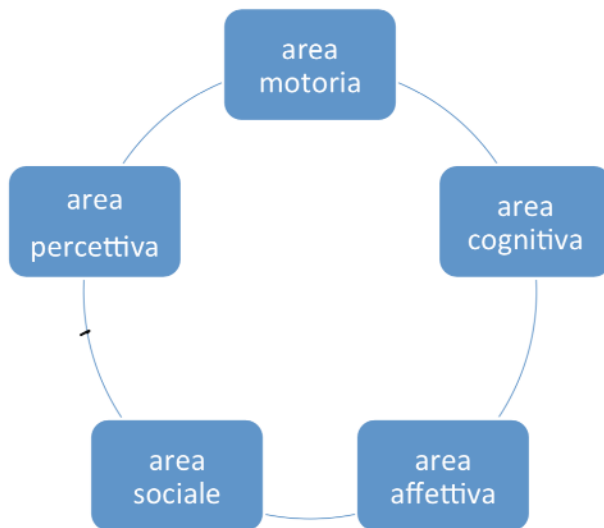 area
motoria
area
cognitiva
area
affettiva
area
sociale
area
percettiva